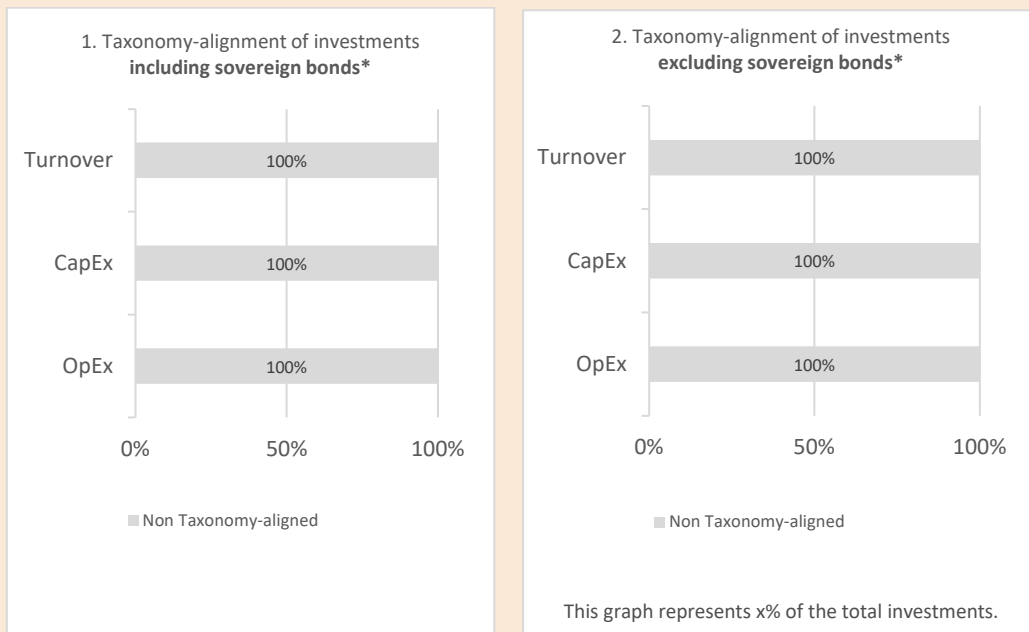 1. Taxonomy-alignment of investments
including sovereign bonds*
Turnover
100%
CapEx
100%
OpEx
100%
0%
50%
100%
Non Taxonomy-aligned
2. Taxonomy-alignment of investments
excluding sovereign bonds*
Turnover
100%
CapEx
100%
OpEx
100%
0%
50%
100%
Non Taxonomy-aligned
This graph represents x% of the total investments.